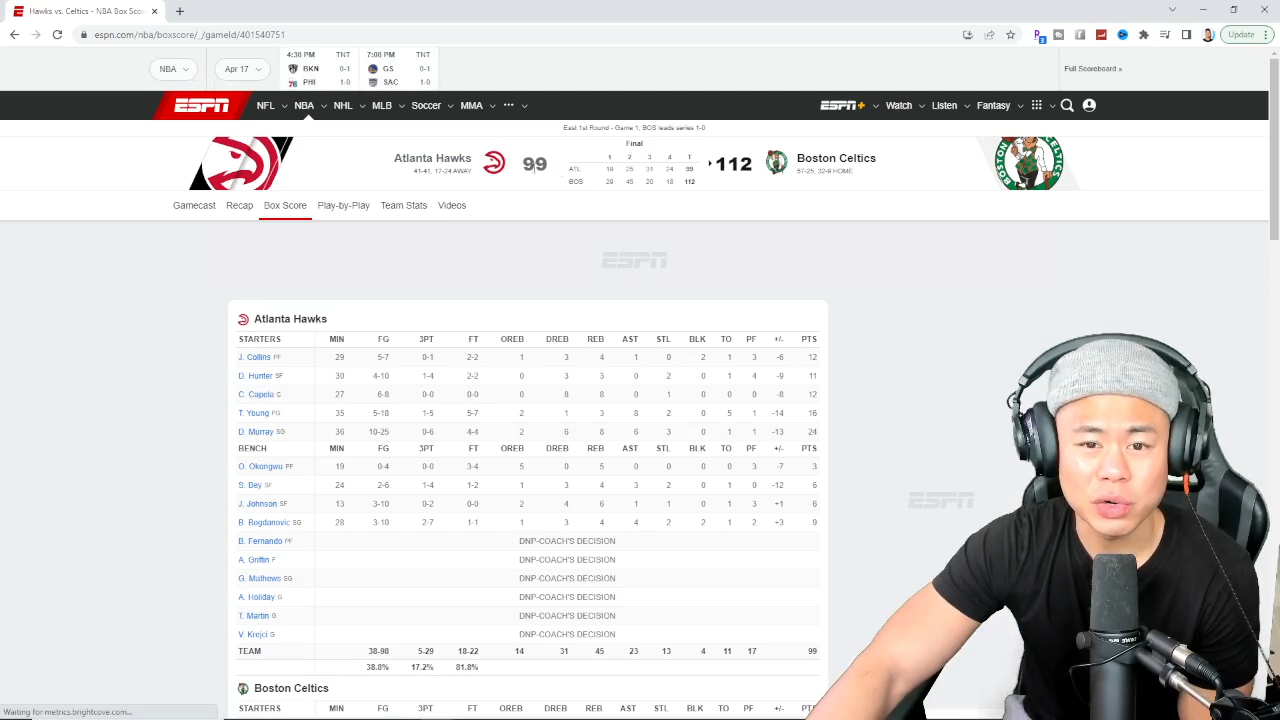 Hawks vs. Celtics - NBA Box Sco
espn.com/nba/boxscore/_/gameId/401540751
Update
NBA
Apr 17
4:30 PM TNT
BKN 0-1
PHI 1-0
7:00 PM TNT
GS 0-1
SAC 1-0
Full Scoreboard »
ESPN NFL NBA NHL MLB Soccer MMA ESPN+ Watch Listen Fantasy
East 1st Round - Game 1, BOS leads series 1-0
Final
Atlanta Hawks 99
41-41, 17-24 AWAY
1 2 3 4 T
ATL 19 25 31 24 99
BOS 29 45 20 18 112
112 Boston Celtics
57-25, 32-9 HOME
Gamecast Recap Box Score Play-by-Play Team Stats Videos
ESPN
Atlanta Hawks
STARTERS MIN FG 3PT FT OREB DREB REB AST STL BLK TO PF +/- PTS
J. Collins PF 29 5-7 0-1 2-2 1 3 4 1 0 2 1 3 -6 12
D. Hunter SF 30 4-10 1-4 2-2 0 3 3 0 2 0 1 4 -9 11
C. Capela C 27 6-8 0-0 0-0 0 8 8 0 1 0 0 0 -8 12
T. Young PG 35 5-18 1-5 5-7 2 1 3 8 2 0 5 1 -14 16
D. Murray SG 36 10-25 0-6 4-4 2 6 8 6 3 0 1 1 -13 24
BENCH MIN FG 3PT FT OREB DREB REB AST STL BLK TO PF +/- PTS
O. Okongwu PF 19 0-4 0-0 3-4 5 0 5 0 0 0 0 3 -7 3
S. Bey SF 24 2-6 1-4 1-2 1 3 4 3 2 0 1 0 -12 6
J. Johnson SF 13 3-10 0-2 0-0 2 4 6 1 1 0 1 3 +1 6
B. Bogdanovic SG 28 3-10 2-7 1-1 1 3 4 4 2 2 1 2 +3 9
B. Fernando PF DNP-COACH'S DECISION
A. Griffin F DNP-COACH'S DECISION
G. Mathews SG DNP-COACH'S DECISION
A. Holiday G DNP-COACH'S DECISION
T. Martin G DNP-COACH'S DECISION
V. Krejci G DNP-COACH'S DECISION
TEAM 38-98 5-29 18-22 14 31 45 23 13 4 11 17 99
38.8% 17.2% 81.8%
ESPN
Boston Celtics
STARTERS MIN FG 3PT FT OREB DREB REB AST STL BLK TO PF +/- PTS
Waiting for metrics.brightcove.com...